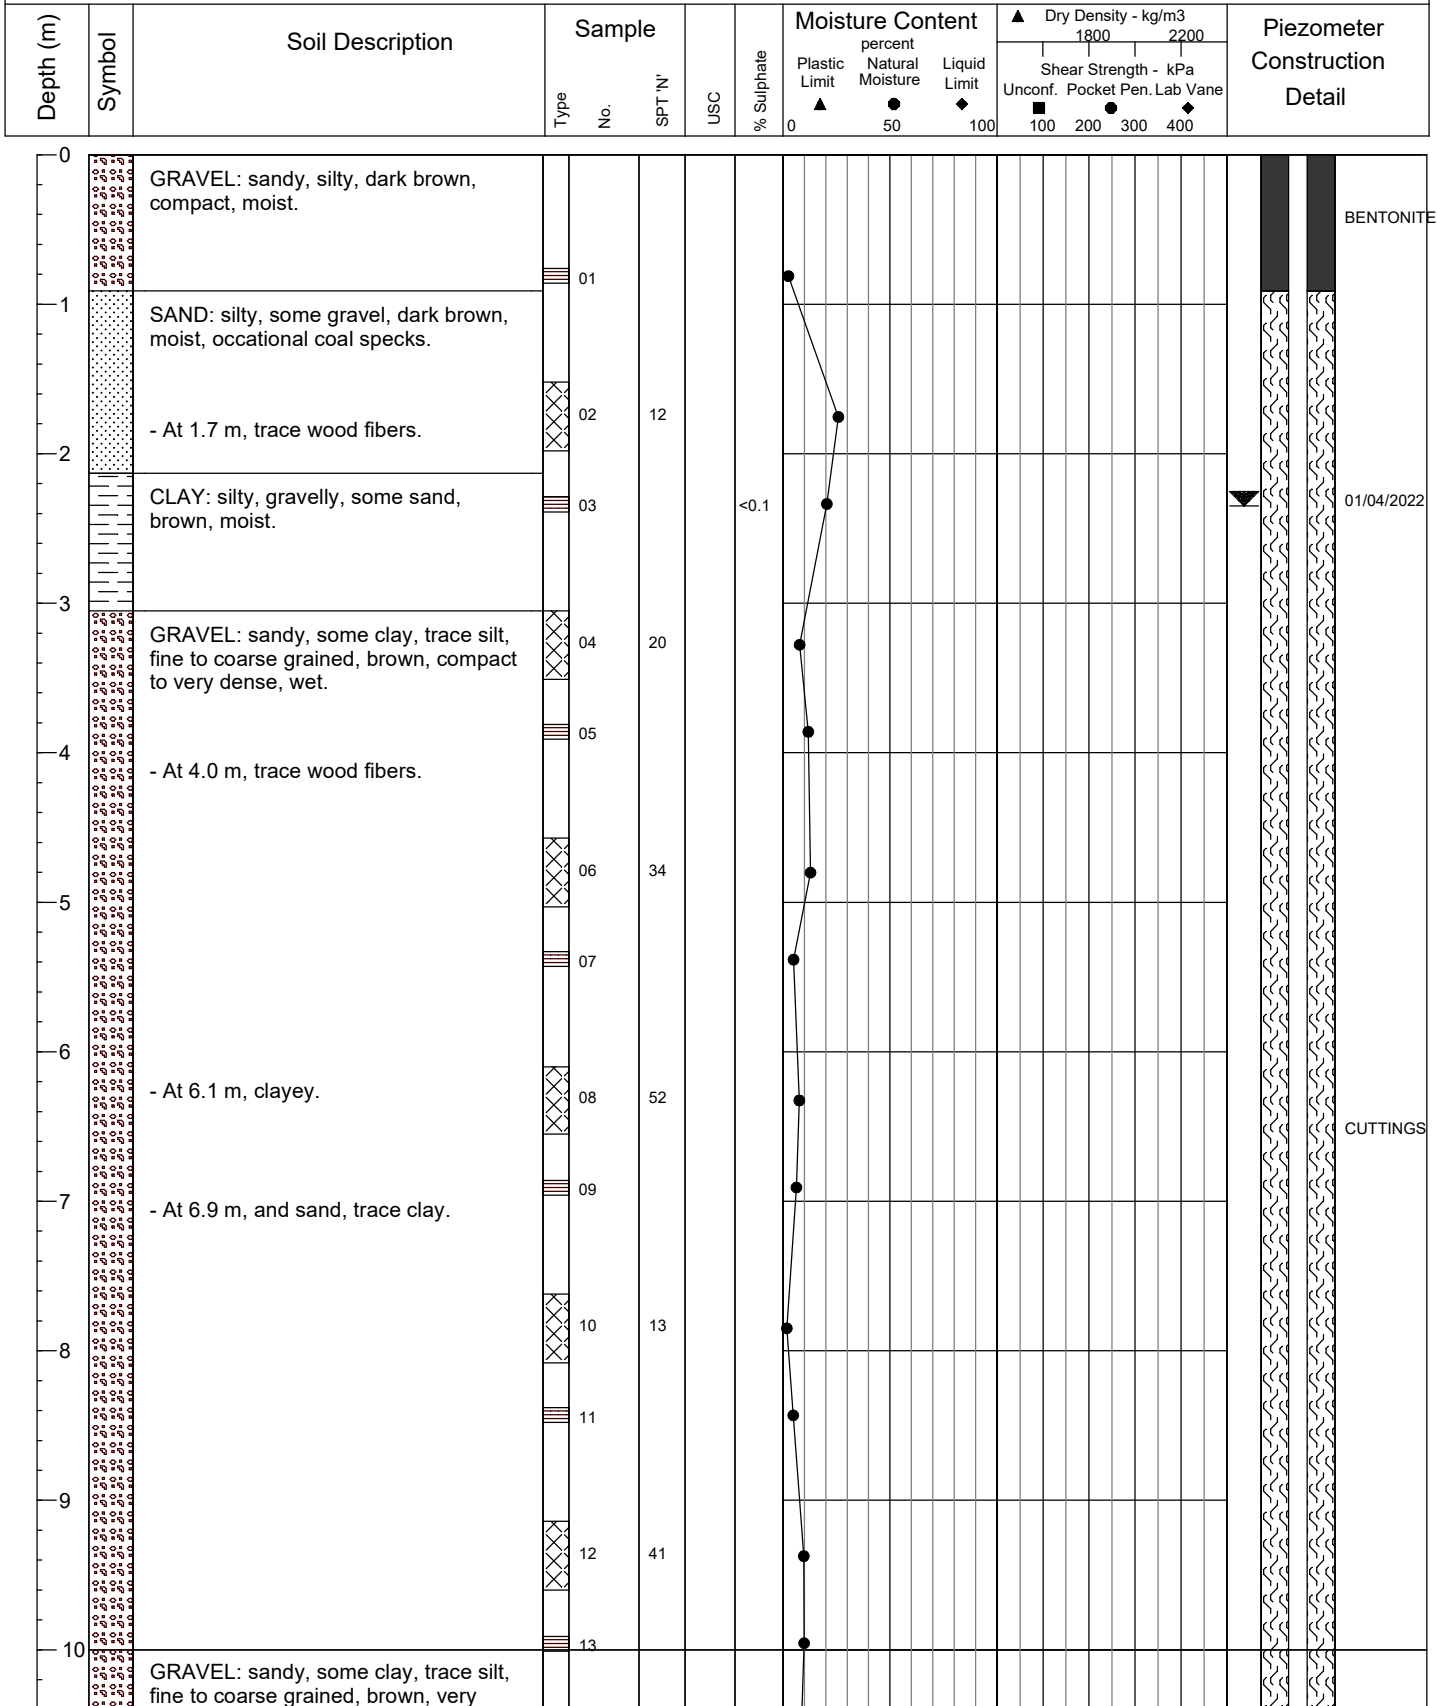 Depth (m)
Symbol
Soil Description
Sample
Type
No.
SPT 'N'
USC
% Sulphate
Moisture Content
percent
Plastic Limit
Natural Moisture
Liquid Limit
0 50 100
Dry Density - kg/m3
1800 2200
Shear Strength - kPa
Unconf. Pocket Pen. Lab Vane
100 200 300 400
Piezometer
Construction
Detail
0
GRAVEL: sandy, silty, dark brown,
compact, moist.
BENTONITE
01
1
SAND: silty, some gravel, dark brown,
moist, occational coal specks.
02 12
- At 1.7 m, trace wood fibers.
2
CLAY: silty, gravelly, some sand,
brown, moist.
03 <0.1 01/04/2022
3
GRAVEL: sandy, some clay, trace silt,
fine to coarse grained, brown, compact
to very dense, wet.
04 20
05
4
- At 4.0 m, trace wood fibers.
06 34
5
07
6
- At 6.1 m, clayey.
08 52
CUTTINGS
09
7
- At 6.9 m, and sand, trace clay.
10 13
8
11
9
12 41
13
10
GRAVEL: sandy, some clay, trace silt,
fine to coarse grained, brown, very